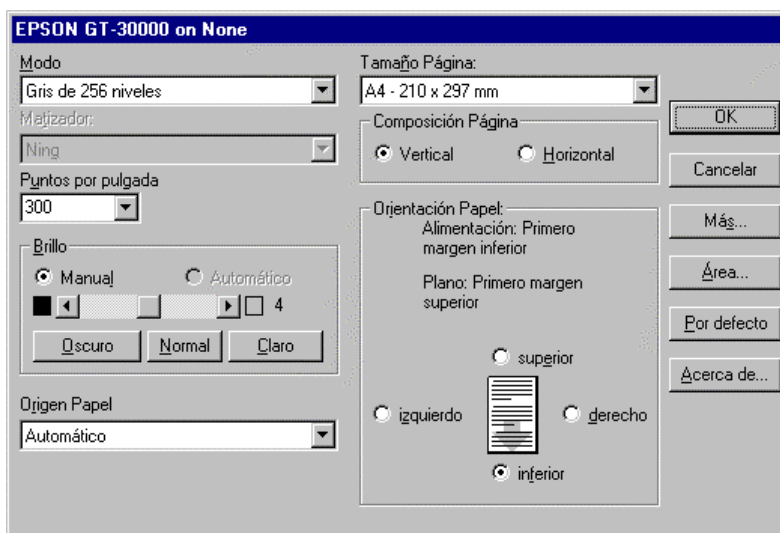 EPSON GT-30000 on None
Modo
Gris de 256 niveles
Matizador:
Ning
Puntos por pulgada
300
Brillo
Manual
Automático
4
Oscuro
Normal
Claro
Origen Papel
Automático
Tamaño Página:
A4 - 210 x 297 mm
Composición Página
Vertical
Horizontal
Orientación Papel:
Alimentación: Primero
margen inferior
Plano: Primero margen
superior
superior
izquierdo
derecho
inferior
OK
Cancelar
Más...
Área...
Por defecto
Acerca de...